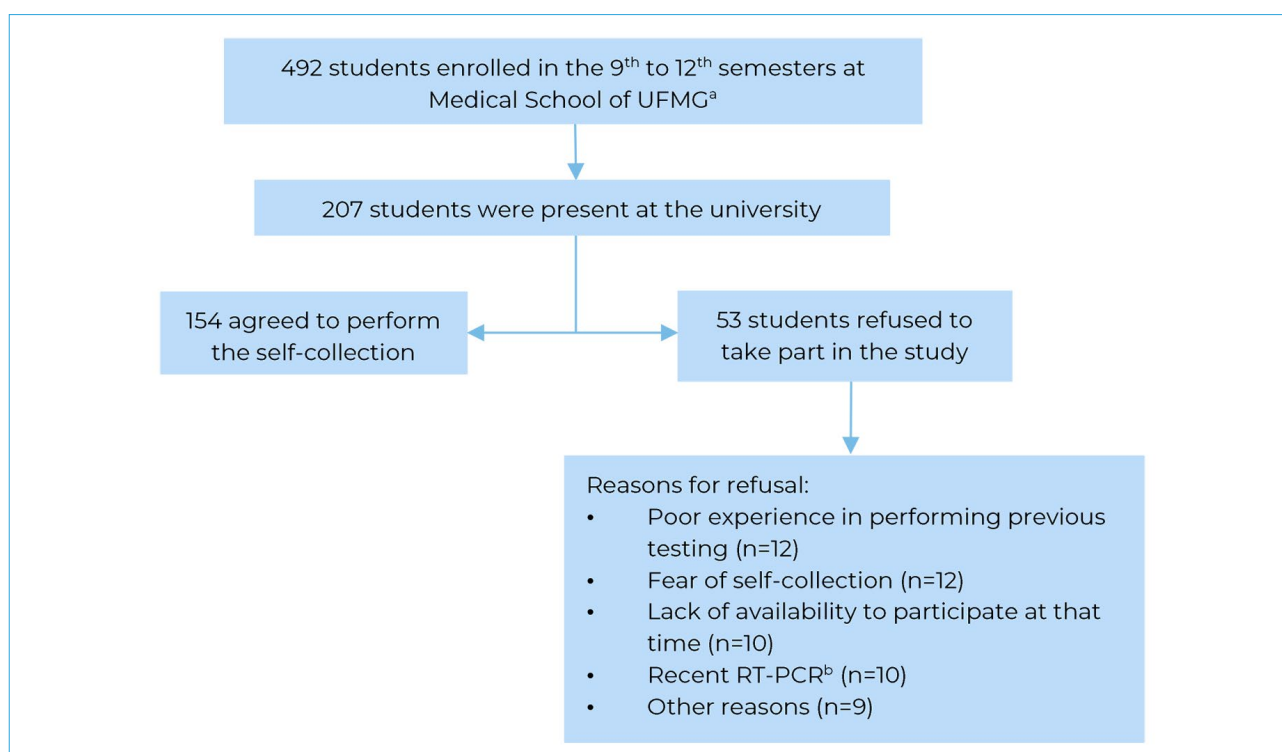 492 students enrolled in the 9th to 12th semesters at
Medical School of UFMGa
207 students were present at the university
154 agreed to perform
the self-collection
53 students refused to
take part in the study
Reasons for refusal:
• Poor experience in performing previous
testing (n=12)
• Fear of self-collection (n=12)
• Lack of availability to participate at that
time (n=10)
• Recent RT-PCRb (n=10)
• Other reasons (n=9)